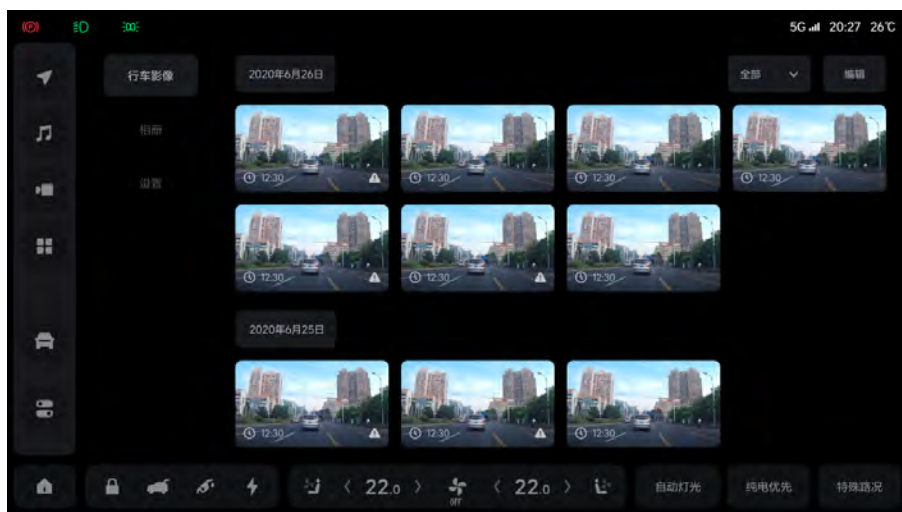 (P)
5G 20:27 26℃
行车影像
2020年6月26日
全部
编辑
相册
设置
12:30
12:30
12:30
12:30
12:30
12:30
12:30
2020年6月25日
12:30
12:30
12:30
22.0
OFF
22.0
自动灯光
纯电优先
特殊路况